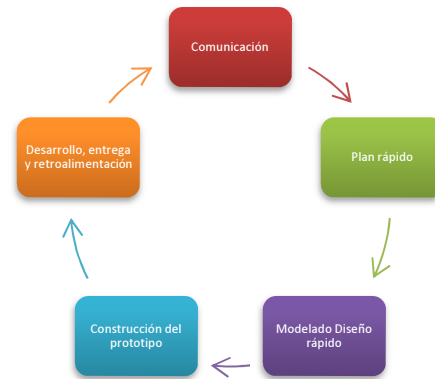 Comunicación
Plan rápido
Modelado Diseño
rápido
Construcción del
prototipo
Desarrollo, entrega
y retroalimentación